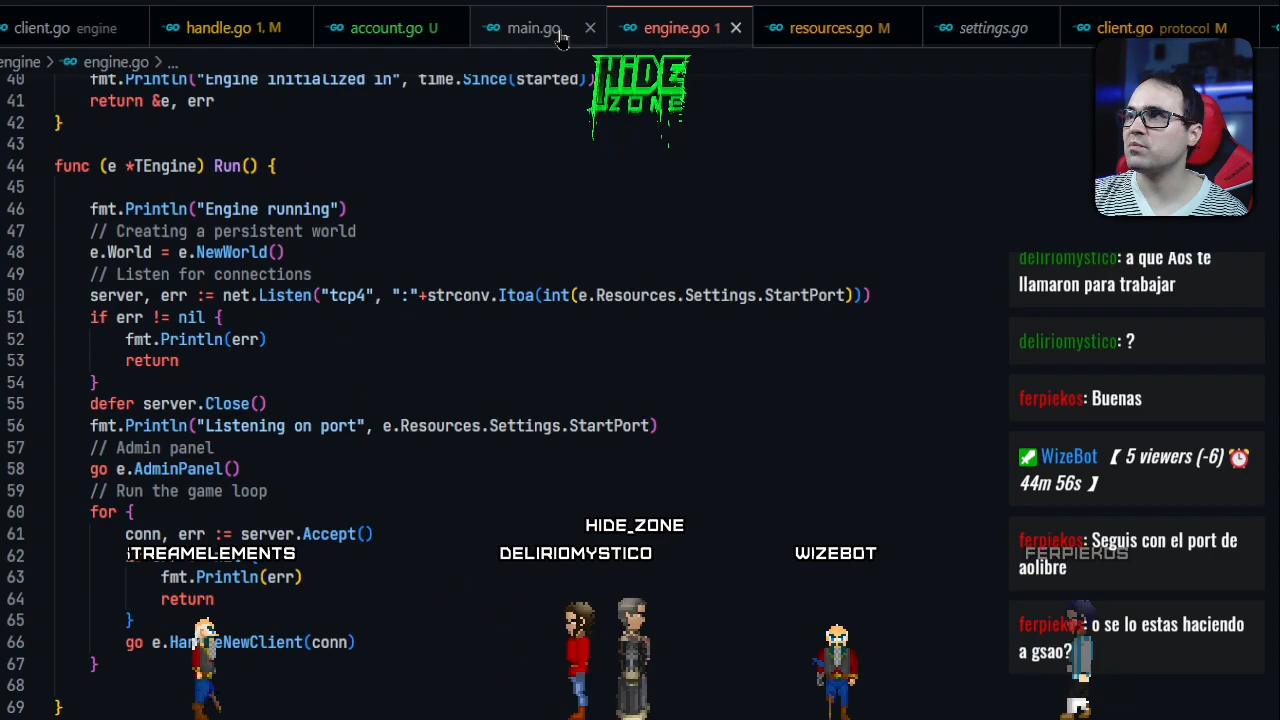 client.go engine
handle.go 1, M
account.go U
main.go
engine.go 1
resources.go M
settings.go
client.go protocol M
engine > engine.go > ...
40 fmt.Println("Engine initialized in", time.Since(started))
41 return &e, err
42 }
43
44 func (e *TEngine) Run() {
45
46 fmt.Println("Engine running")
47 // Creating a persistent world
48 e.World = e.NewWorld()
49 // Listen for connections
50 server, err := net.Listen("tcp4", ":"+strconv.Itoa(int(e.Resources.Settings.StartPort)))
51 if err != nil {
52 fmt.Println(err)
53 return
54 }
55 defer server.Close()
56 fmt.Println("Listening on port", e.Resources.Settings.StartPort)
57 // Admin panel
58 go e.AdminPanel()
59 // Run the game loop
60 for {
61 conn, err := server.Accept()
62
63 fmt.Println(err)
64 return
65 }
66 go e.HandleNewClient(conn)
67 }
68
69 }
HIDE
ZONE
deliriomystico: a que Aos te
llamaron para trabajar
deliriomystico: ?
ferpiekos: Buenas
WizeBot 【 5 viewers (-6) ⏰
44m 56s 】
ferpiekos: Seguis con el port de
aolibre
ferpiekos: o se lo estas haciendo
a gsao?
STREAMELEMENTS
HIDE_ZONE
DELIRIOMYSTICO
WIZEBOT
FERPIEKOS